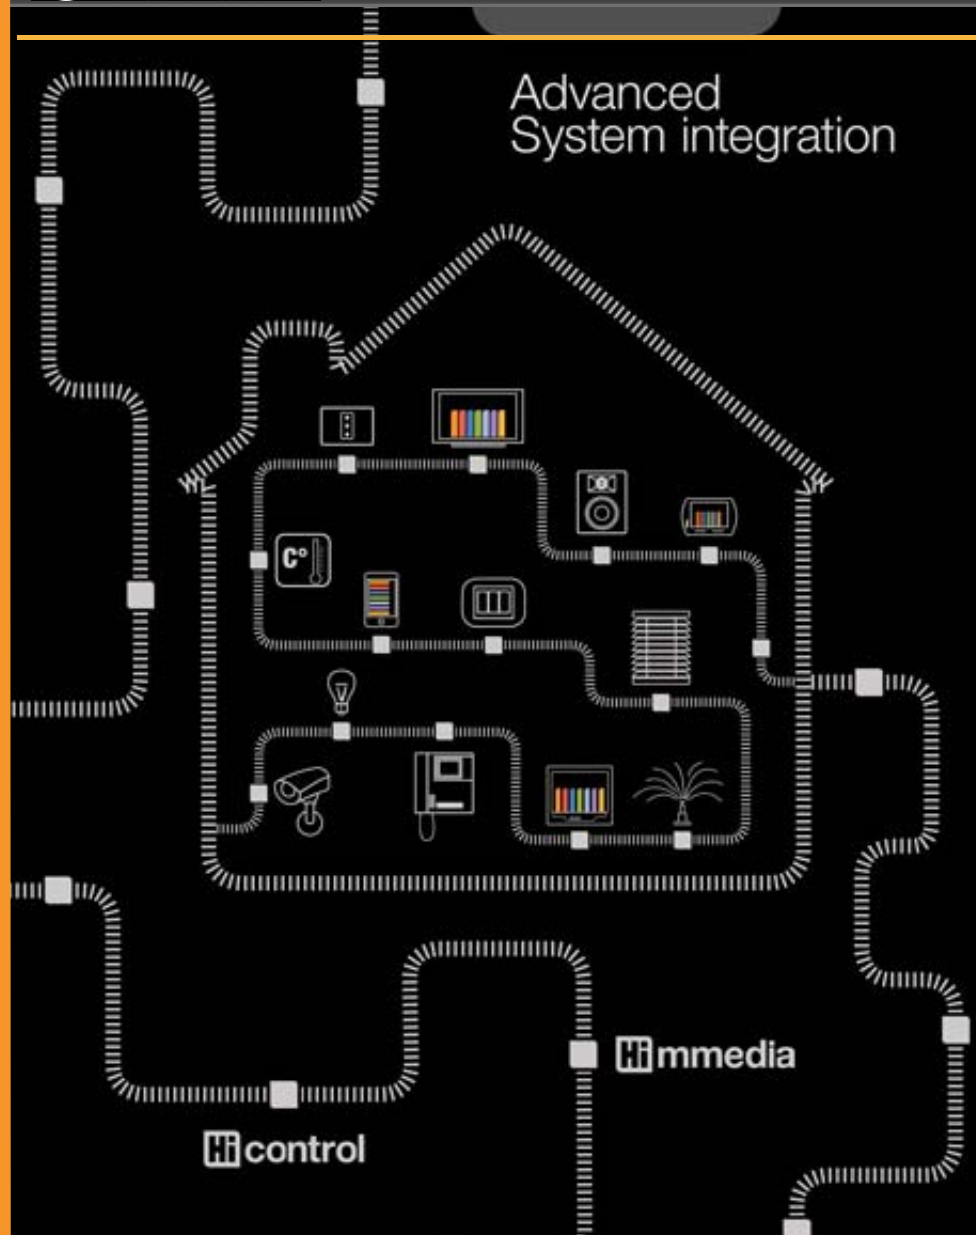 Advanced
System integration
C°
Himmedia
Hicontrol